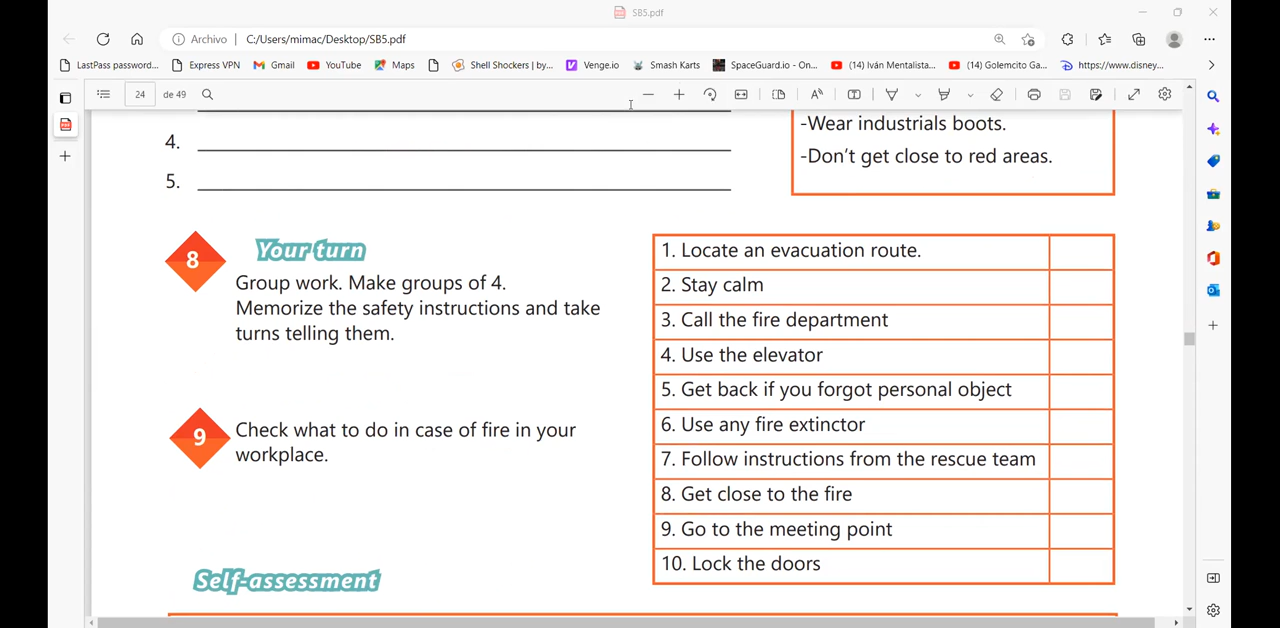 SB5.pdf
Archivo | C:/Users/mimac/Desktop/SB5.pdf
LastPass password... Express VPN Gmail YouTube Maps Shell Shockers | by... Venge.io Smash Karts SpaceGuard.io - On... (14) Iván Mentalista... (14) Golemcito Ga... https://www.disney...
24 de 49
4.
5.
-Wear industrials boots.
-Don't get close to red areas.
8 Your turn
Group work. Make groups of 4.
Memorize the safety instructions and take
turns telling them.
9 Check what to do in case of fire in your
workplace.
1. Locate an evacuation route.
2. Stay calm
3. Call the fire department
4. Use the elevator
5. Get back if you forgot personal object
6. Use any fire extinctor
7. Follow instructions from the rescue team
8. Get close to the fire
9. Go to the meeting point
10. Lock the doors
Self-assessment